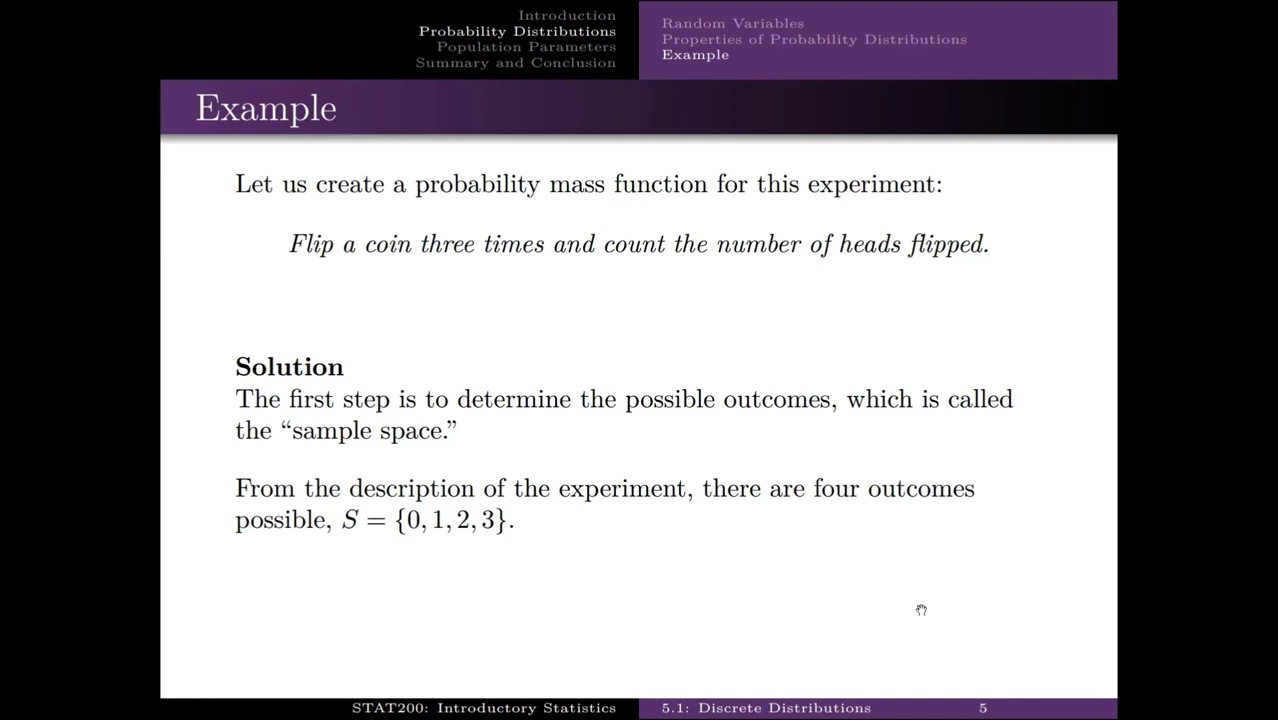 Introduction
Probability Distributions
Population Parameters
Summary and Conclusion
Random Variables
Properties of Probability Distributions
Example
Example
Let us create a probability mass function for this experiment:
Flip a coin three times and count the number of heads flipped.
Solution
The first step is to determine the possible outcomes, which is called
the “sample space.”
From the description of the experiment, there are four outcomes
possible, S = {0, 1, 2, 3}.
STAT200: Introductory Statistics
5.1: Discrete Distributions
5